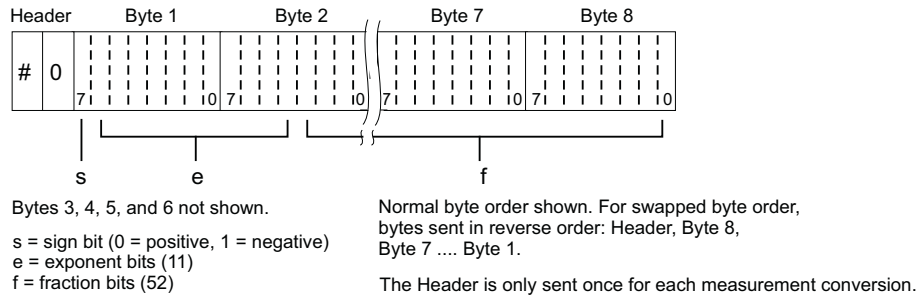 Header Byte 1 Byte 2 Byte 7 Byte 8
# 0
7 0 7 0 7 0 7 0
s e f
Bytes 3, 4, 5, and 6 not shown.
s = sign bit (0 = positive, 1 = negative)
e = exponent bits (11)
f = fraction bits (52)
Normal byte order shown. For swapped byte order,
bytes sent in reverse order: Header, Byte 8,
Byte 7 .... Byte 1.
The Header is only sent once for each measurement conversion.